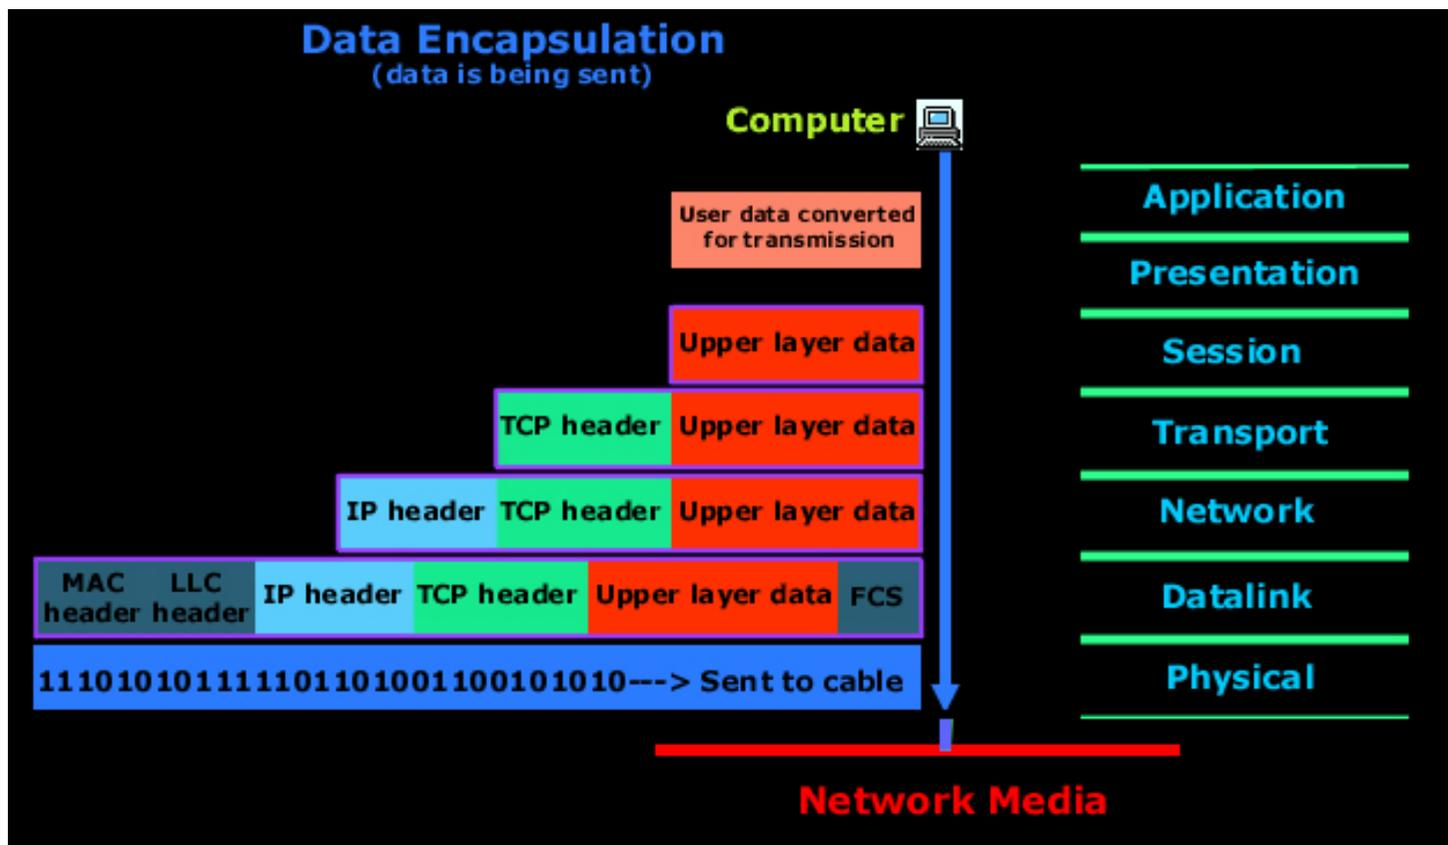 Data Encapsulation
(data is being sent)
Computer
User data converted
for transmission
Upper layer data
TCP header Upper layer data
IP header TCP header Upper layer data
MAC header LLC header IP header TCP header Upper layer data FCS
11101010111110110100110010101​0---> Sent to cable
Application
Presentation
Session
Transport
Network
Datalink
Physical
Network Media